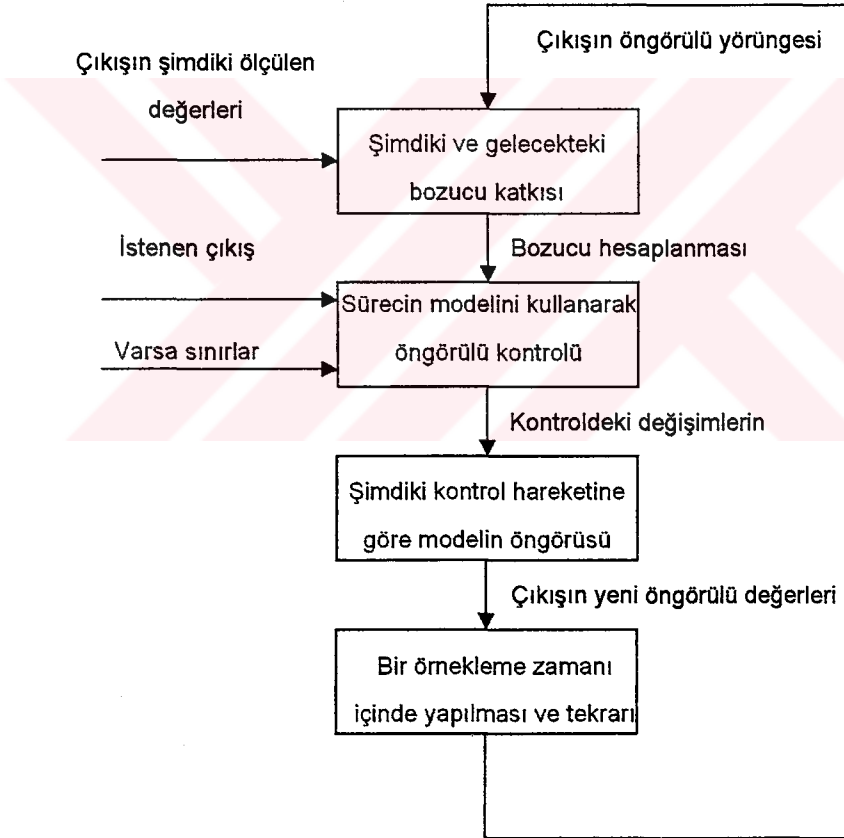 Çıkışın öngörülü yörüngesi
Çıkışın şimdiki ölçülen
değerleri
Şimdiki ve gelecekteki
bozucu katkısı
İstenen çıkış
Bozucu hesaplanması
Sürecin modelini kullanarak
öngörülü kontrolü
Varsa sınırlar
Kontroldeki değişimlerin
Şimdiki kontrol hareketine
göre modelin öngörüsü
Çıkışın yeni öngörülü değerleri
Bir örnekleme zamanı
içinde yapılması ve tekrarı